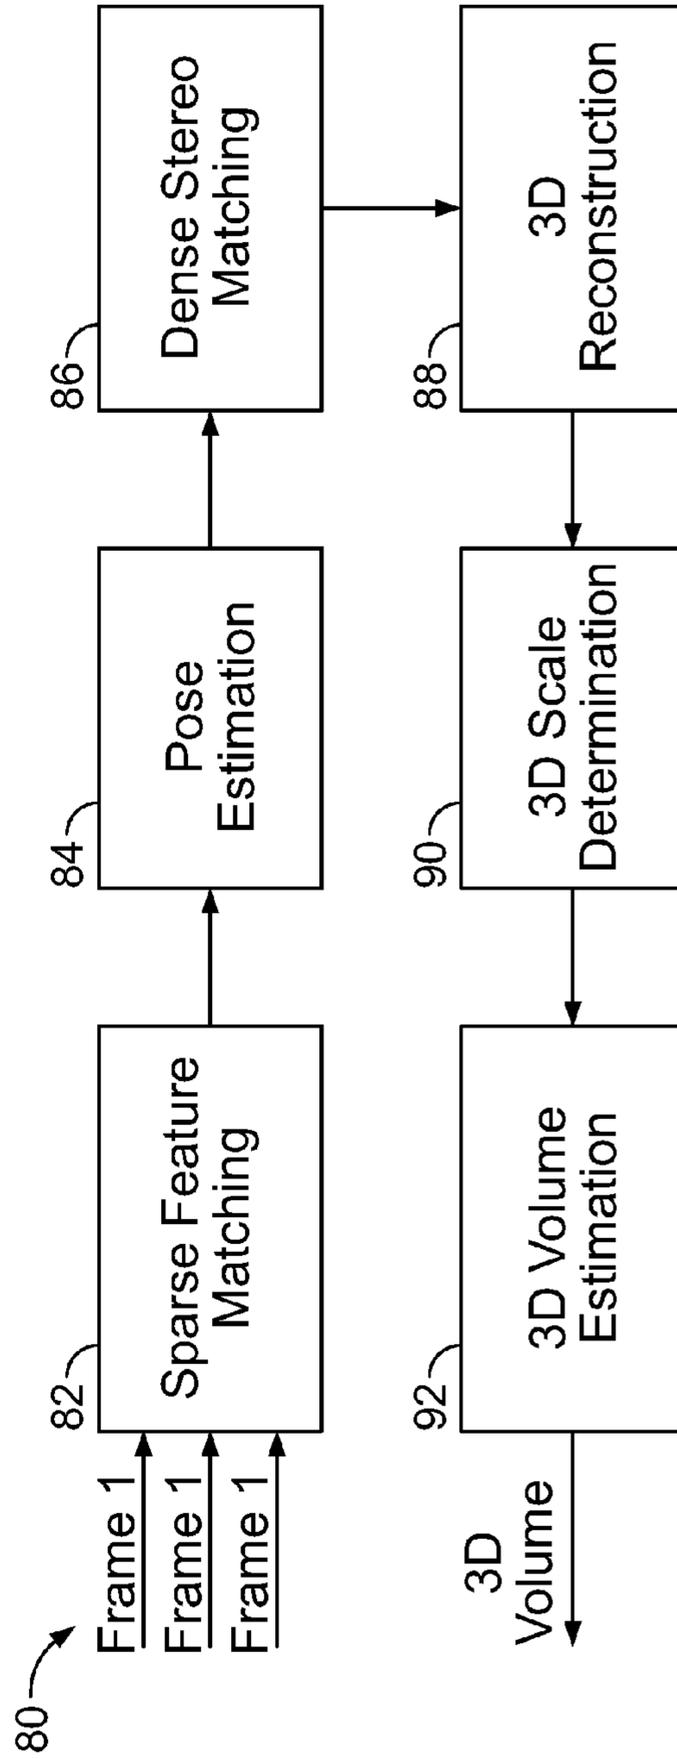 80
Frame 1
Frame 1
Frame 1
82
Sparse Feature
Matching
84
Pose
Estimation
86
Dense Stereo
Matching
88
3D
Reconstruction
90
3D Scale
Determination
92
3D Volume
Estimation
3D
Volume